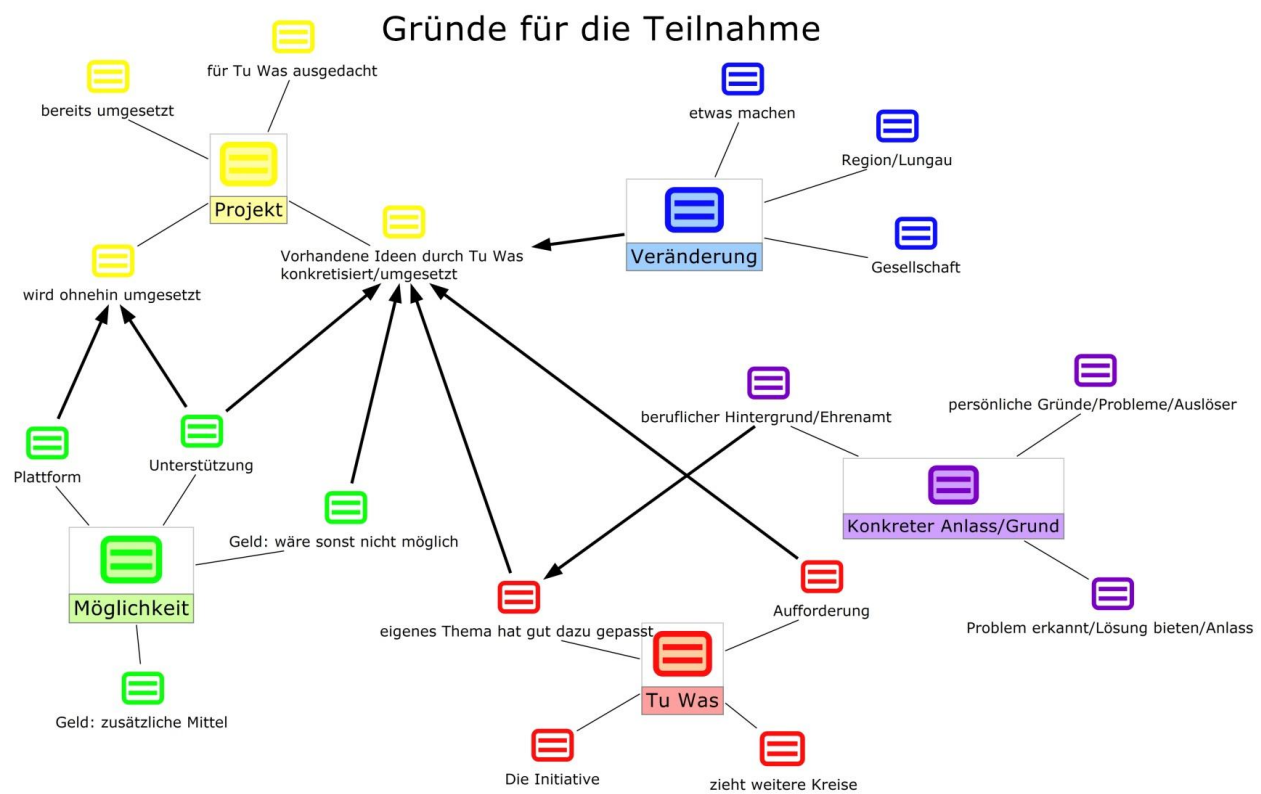 Gründe für die Teilnahme
für Tu Was ausgedacht
bereits umgesetzt
Projekt
Vorhandene Ideen durch Tu Was
konkretisiert/umgesetzt
wird ohnehin umgesetzt
etwas machen
Region/Lungau
Veränderung
Gesellschaft
Plattform
Unterstützung
Geld: wäre sonst nicht möglich
Möglichkeit
Geld: zusätzliche Mittel
beruflicher Hintergrund/Ehrenamt
persönliche Gründe/Probleme/Auslöser
Konkreter Anlass/Grund
Problem erkannt/Lösung bieten/Anlass
Aufforderung
eigenes Thema hat gut dazu gepasst
Tu Was
Die Initiative
zieht weitere Kreise